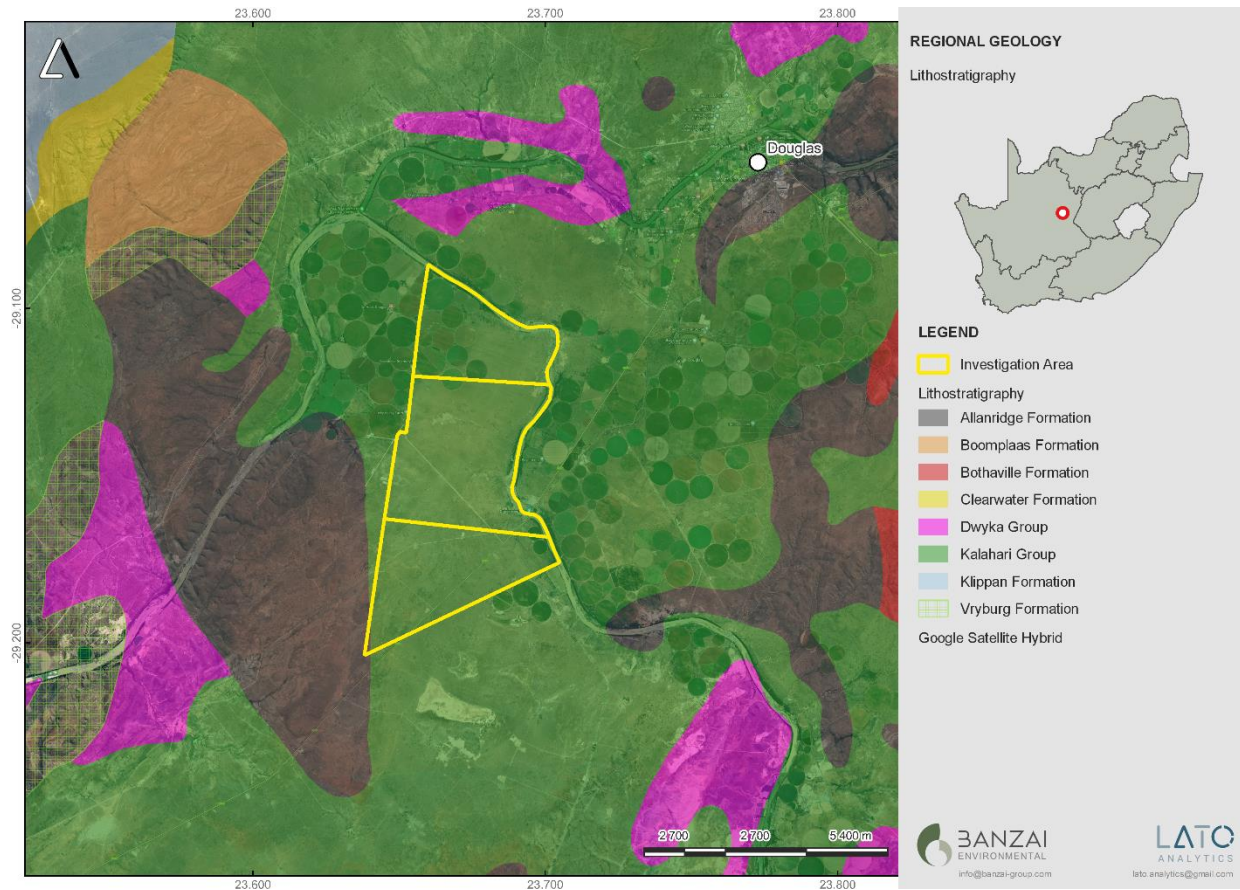 23.600
23.700
23.800
-29.100
-29.200
Douglas
2 700
2 700
5 400 m
23.600
23.700
23.800
REGIONAL GEOLOGY
Lithostratigraphy
LEGEND
Investigation Area
Lithostratigraphy
Allanridge Formation
Boomplaas Formation
Bothaville Formation
Clearwater Formation
Dwyka Group
Kalahari Group
Klippan Formation
Vryburg Formation
Google Satellite Hybrid
BANZAI
ENVIRONMENTAL
info@banzai-group.com
LATO
ANALYTICS
lato.analytics@gmail.com